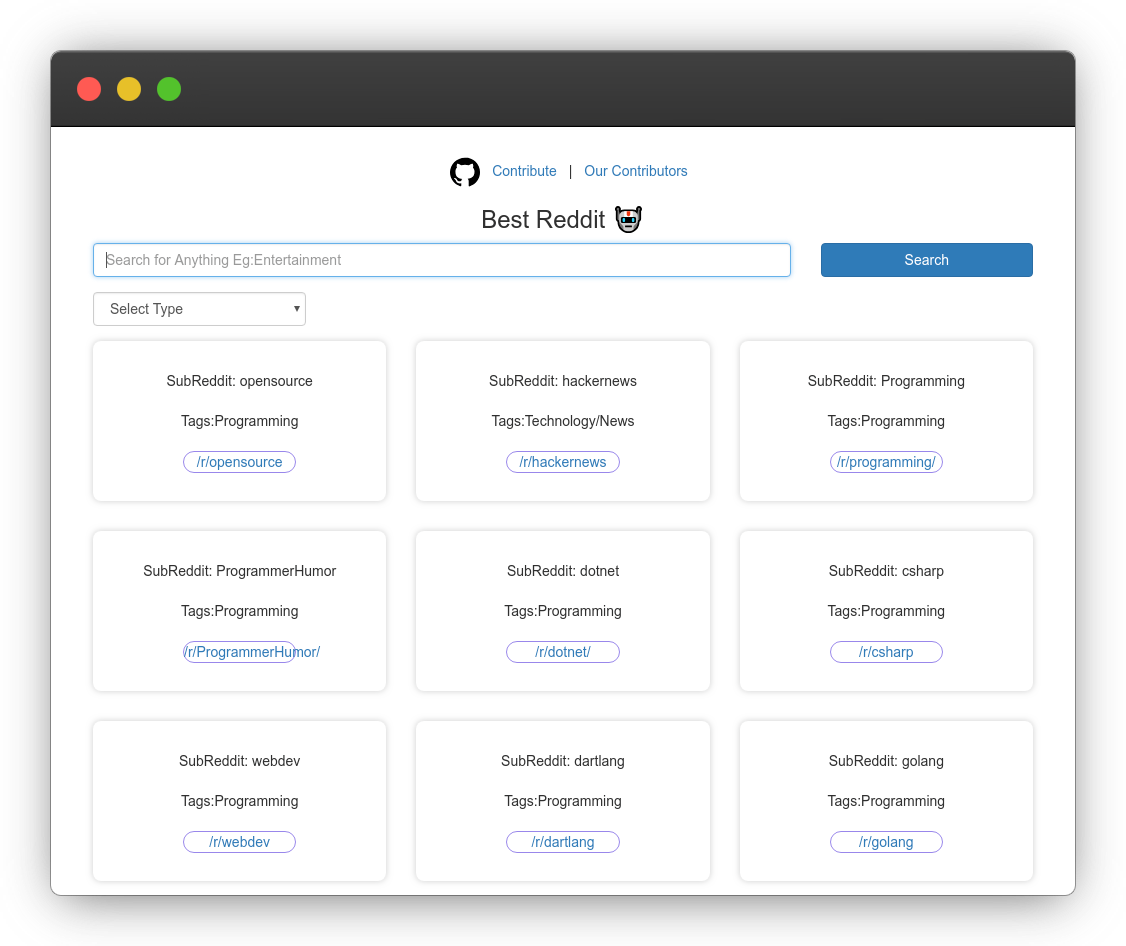 Contribute | Our Contributors
Best Reddit
Search for Anything Eg:Entertainment
Search
Select Type
SubReddit: opensource
Tags:Programming
/r/opensource
SubReddit: hackernews
Tags:Technology/News
/r/hackernews
SubReddit: Programming
Tags:Programming
/r/programming/
SubReddit: ProgrammerHumor
Tags:Programming
/r/ProgrammerHumor/
SubReddit: dotnet
Tags:Programming
/r/dotnet/
SubReddit: csharp
Tags:Programming
/r/csharp
SubReddit: webdev
Tags:Programming
/r/webdev
SubReddit: dartlang
Tags:Programming
/r/dartlang
SubReddit: golang
Tags:Programming
/r/golang